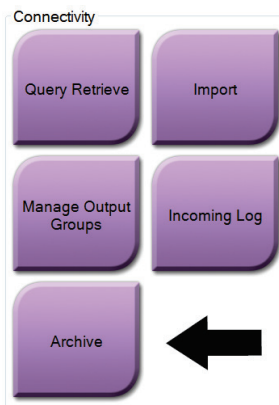 Connectivity
Query Retrieve
Import
Manage Output
Groups
Incoming Log
Archive